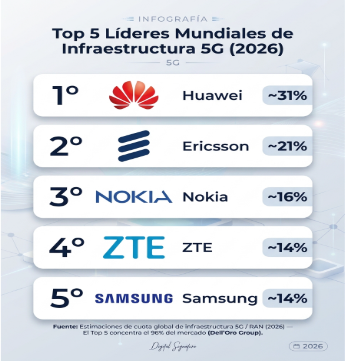 INFOGRAFÍA
Top 5 Líderes Mundiales de
Infraestructura 5G (2026)
5G
1º Huawei ~31%
2º Ericsson ~21%
3º NOKIA Nokia ~16%
4º ZTE ZTE ~14%
5º SAMSUNG Samsung ~14%
Fuente: Estimaciones de cuota global de infraestructura 5G / RAN (2026) —
El Top 5 concentra el 96% del mercado (Dell'Oro Group).
Digital Signature
2026